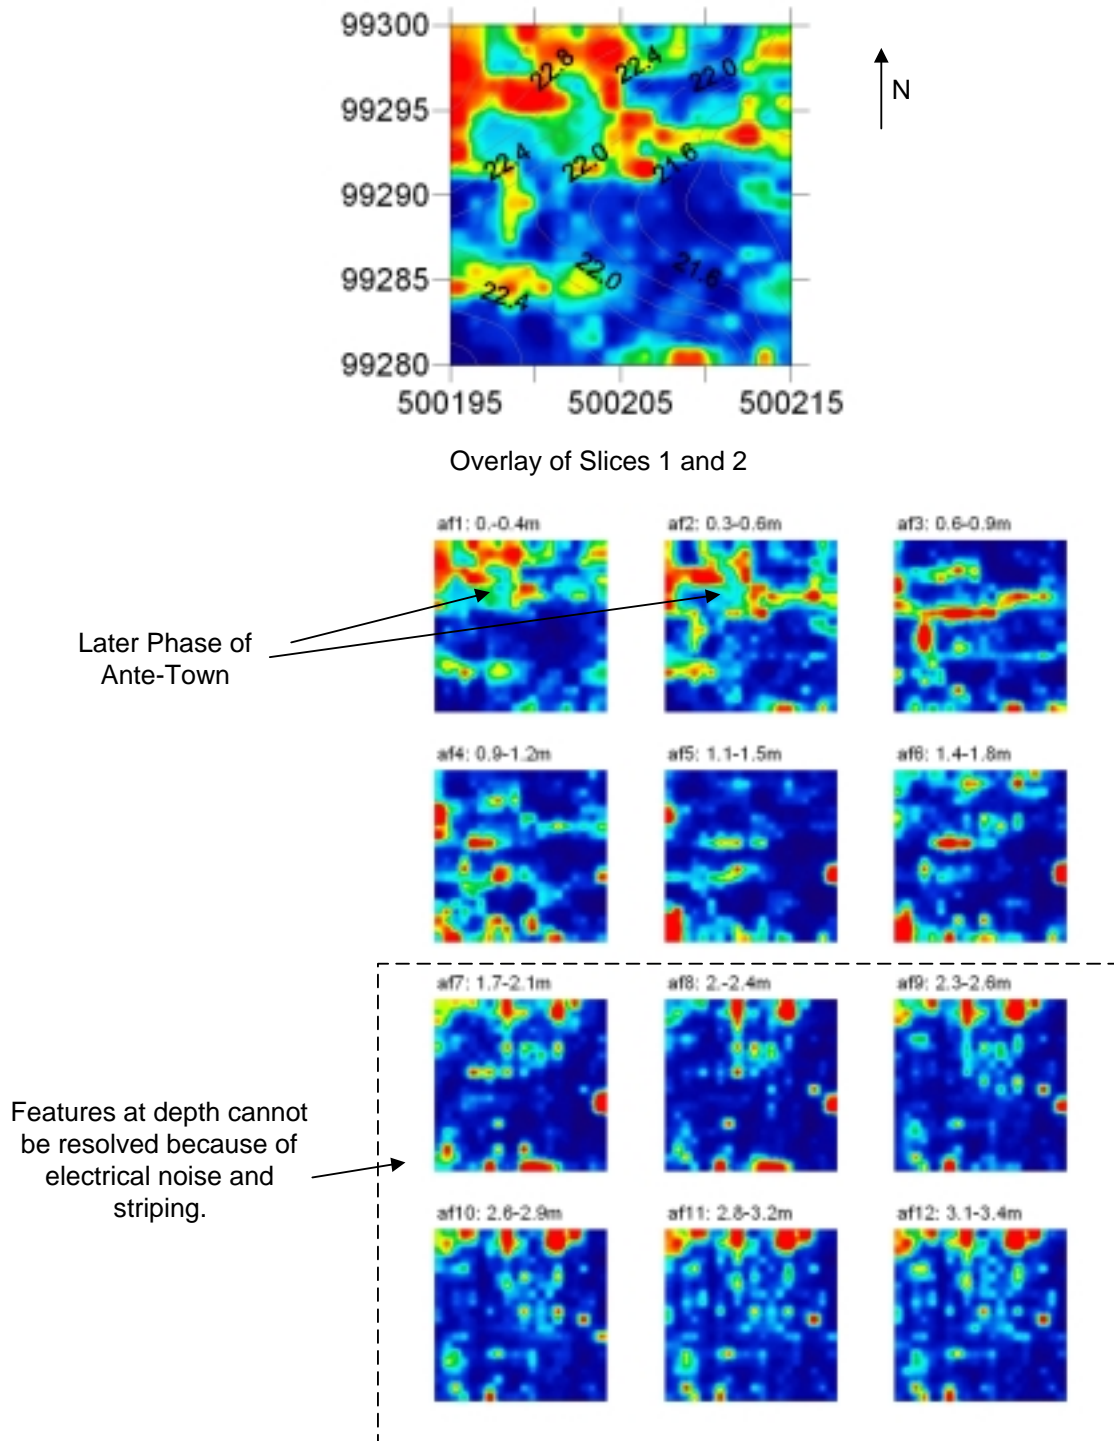 99300
99295
99290
99285
99280
500195 500205 500215
22.8
22.4
22.0
22.4
22.0
21.6
22.0
21.6
22.4
N
Overlay of Slices 1 and 2
af1: 0.-0.4m
af2: 0.3-0.6m
af3: 0.6-0.9m
Later Phase of
Ante-Town
af4: 0.9-1.2m
af5: 1.1-1.5m
af6: 1.4-1.8m
af7: 1.7-2.1m
af8: 2.-2.4m
af9: 2.3-2.6m
Features at depth cannot
be resolved because of
electrical noise and
striping.
af10: 2.6-2.9m
af11: 2.8-3.2m
af12: 3.1-3.4m